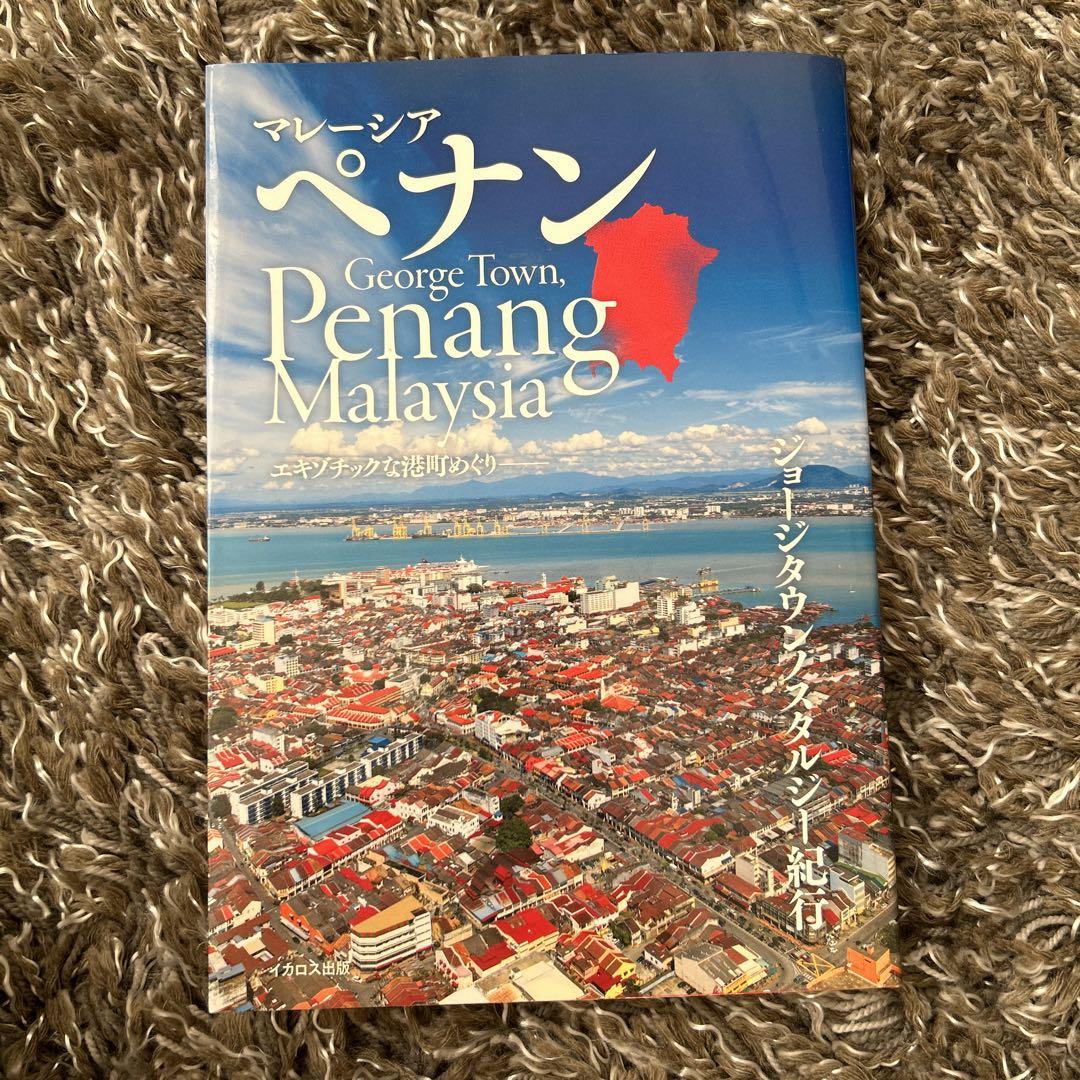 マレーシア
ペナン
George Town,
Penang
Malaysia
エキゾチックな港町めぐり――
ジョージタウンノスタルジー紀行
イカロス出版